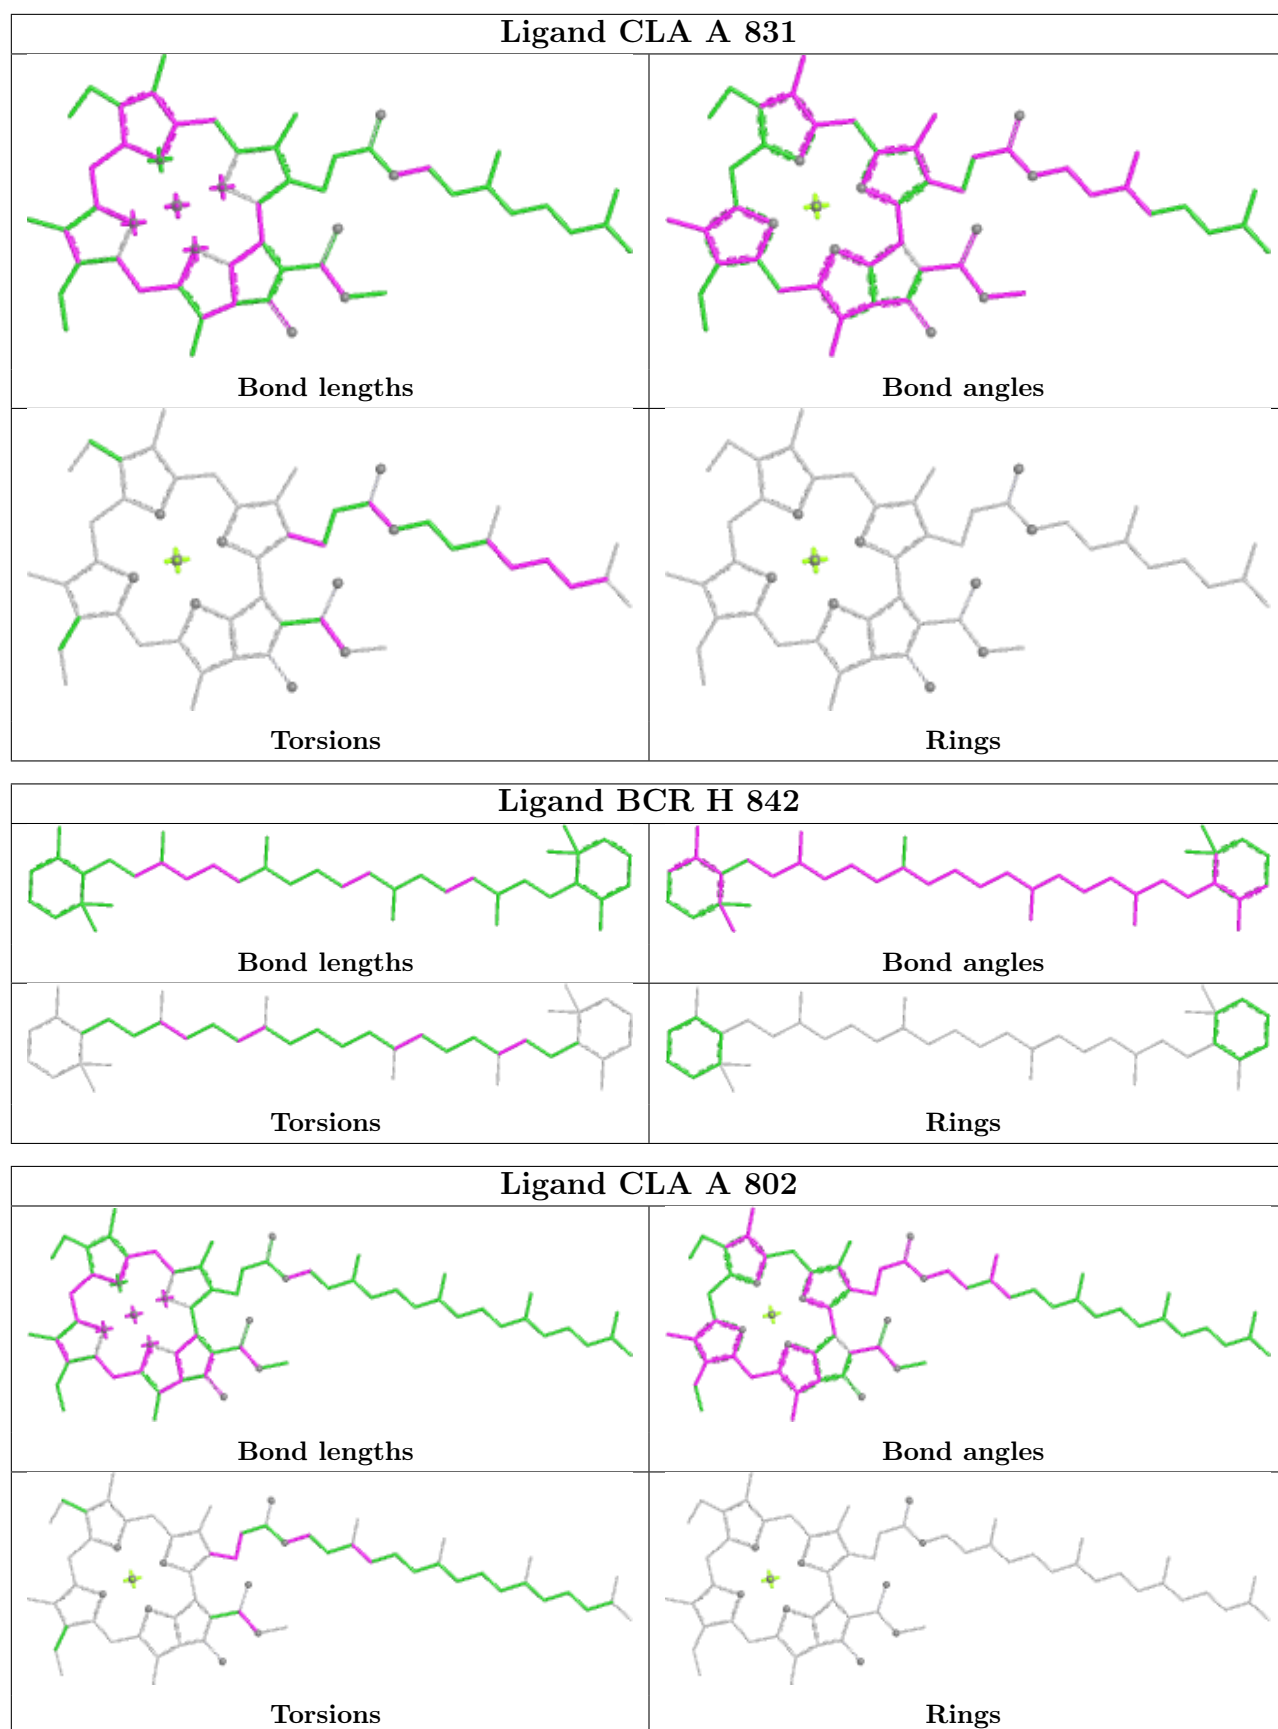 Ligand CLA A 831
Bond lengths
Bond angles
Torsions
Rings
Ligand BCR H 842
Bond lengths
Bond angles
Torsions
Rings
Ligand CLA A 802
Bond lengths
Bond angles
Torsions
Rings